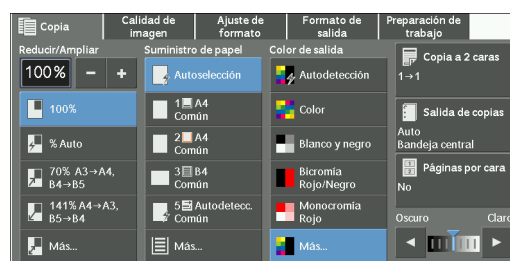 Copia
Calidad de
imagen
Ajuste de
formato
Formato de
salida
Preparación de
trabajo
Reducir/Ampliar
100%
-
+
100%
% Auto
70% A3→A4,
B4→B5
141% A4→A3,
B5→B4
Más...
Suministro de papel
Autoselección
1 A4
Común
2 A4
Común
3 B4
Común
5 Autodetecc.
Común
Más...
Color de salida
Autodetección
Color
Blanco y negro
Bicromía
Rojo/Negro
Monocromía
Rojo
Más...
Copia a 2
caras
1→1
Salida de copias
Auto
Bandeja central
Páginas por cara
No
Oscuro
Claro